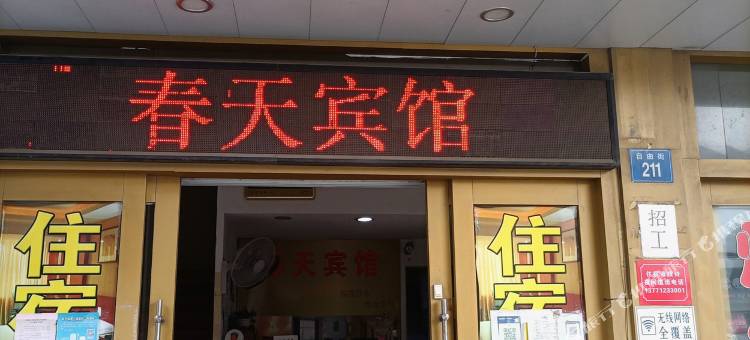 春天宾馆
自由街
211
住宿
住宿
招工
天宾馆
13771233001
无线网络
全覆盖